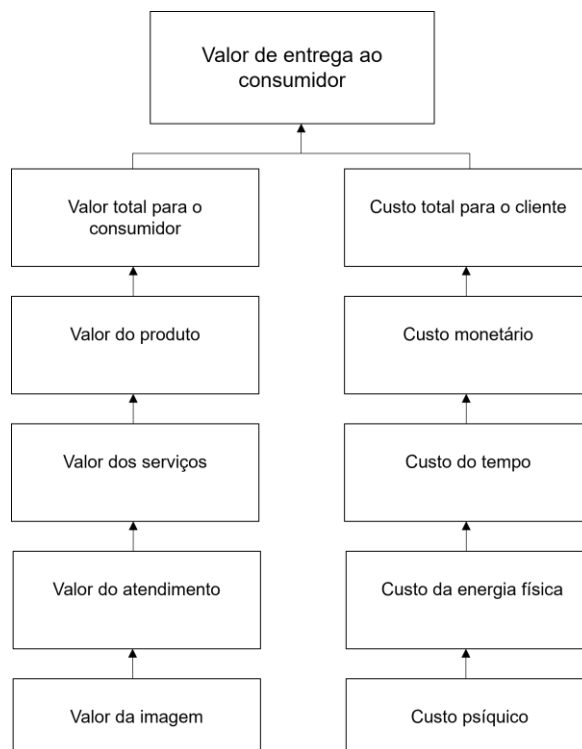 Valor de entrega ao
consumidor
Valor total para o
consumidor
Custo total para o cliente
Valor do produto
Custo monetário
Valor dos serviços
Custo do tempo
Valor do atendimento
Custo da energia física
Valor da imagem
Custo psíquico